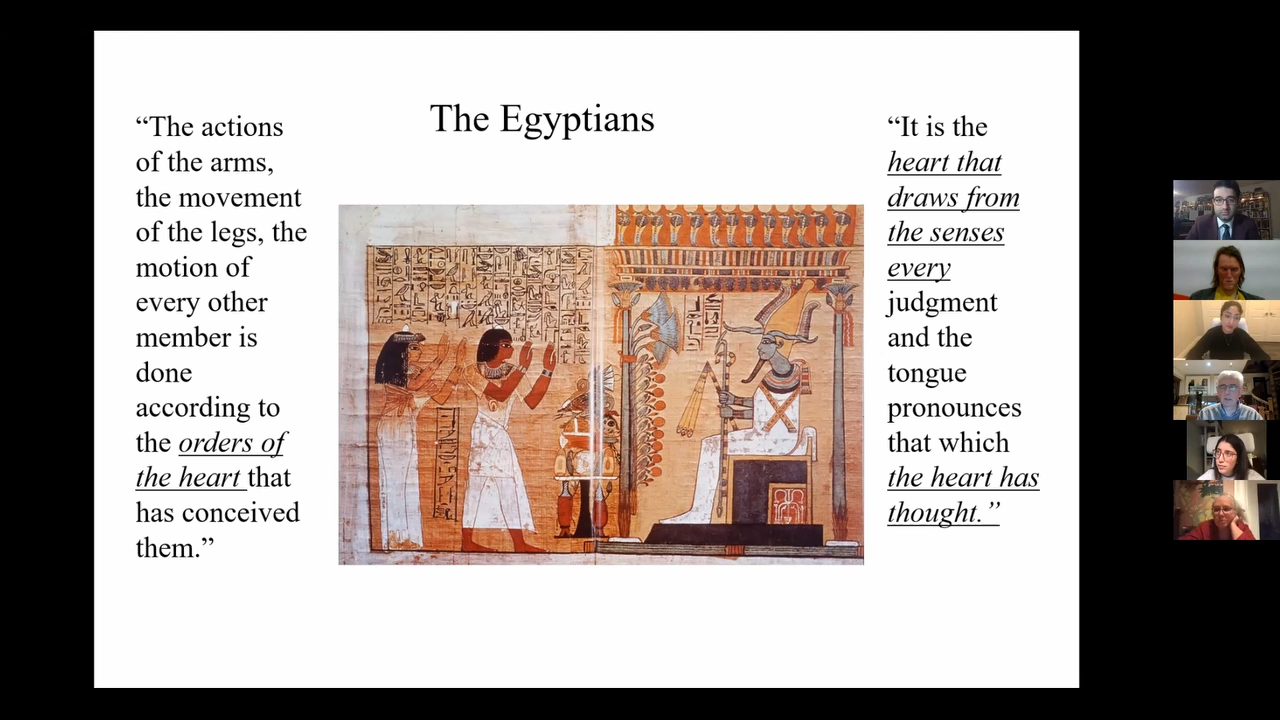 The Egyptians
“The actions
of the arms,
the movement
of the legs, the
motion of
every other
member is
done
according to
the orders of
the heart that
has conceived
them.”
“It is the
heart that
draws from
the senses
every
judgment
and the
tongue
pronounces
that which
the heart has
thought.”